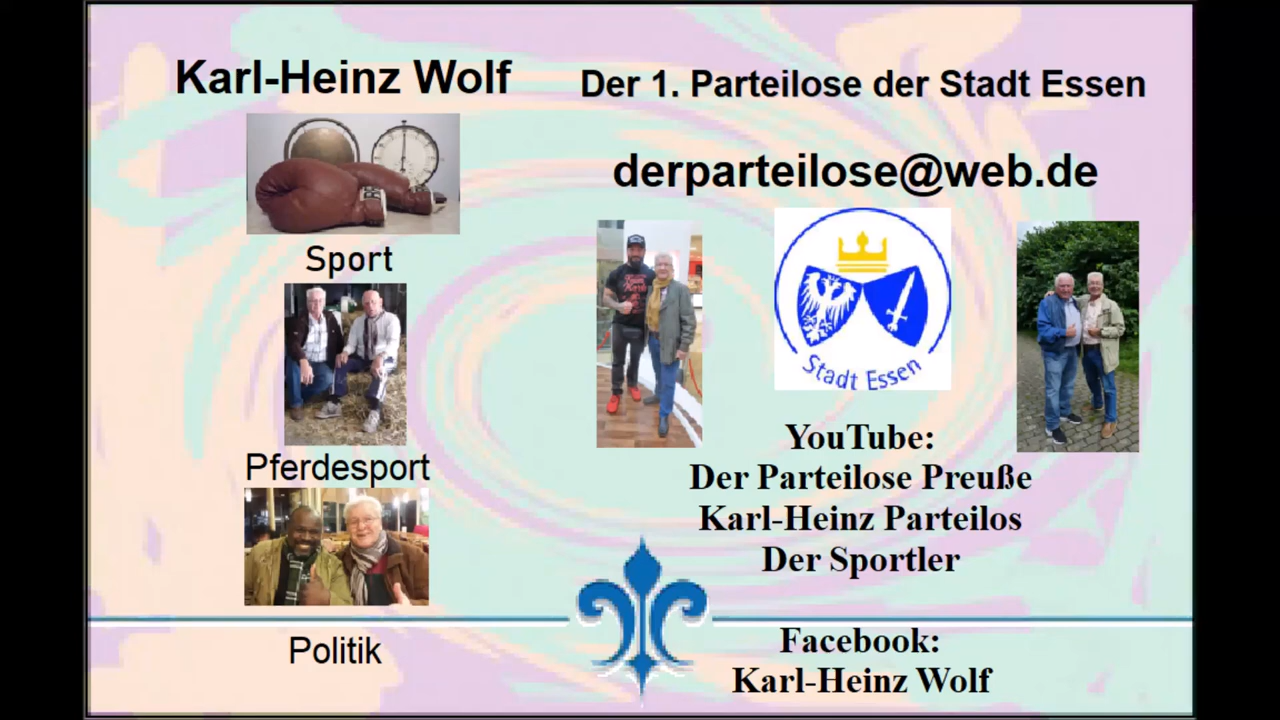 Karl-Heinz Wolf
Der 1. Parteilose der Stadt Essen
derparteilose@web.de
Sport
Stadt Essen
Pferdesport
YouTube:
Der Parteilose Preuße
Karl-Heinz Parteilos
Der Sportler
Politik
Facebook:
Karl-Heinz Wolf